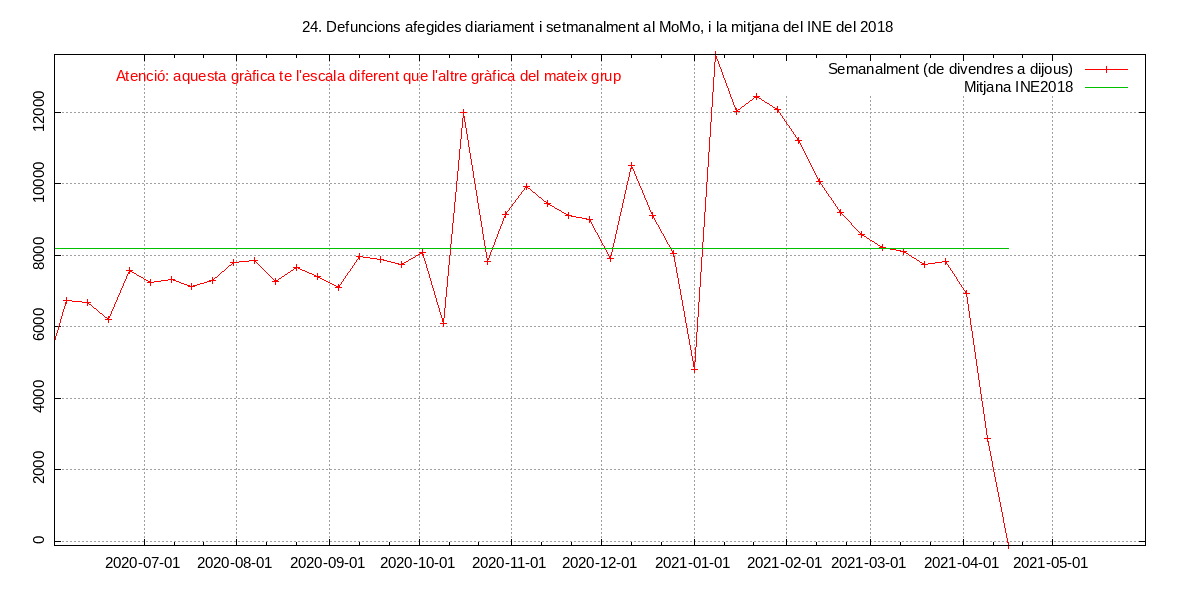 24. Defuncions afegides diariament i setmanalment al MoMo, i la mitjana del INE del 2018
Atenció: aquesta gràfica te l'escala diferent que l'altre gràfica del mateix grup
Semanalment (de divendres a dijous)
Mitjana INE2018
12000
10000
8000
6000
4000
2000
0
2020-07-01 2020-08-01 2020-09-01 2020-10-01 2020-11-01 2020-12-01 2021-01-01 2021-02-01 2021-03-01 2021-04-01 2021-05-01